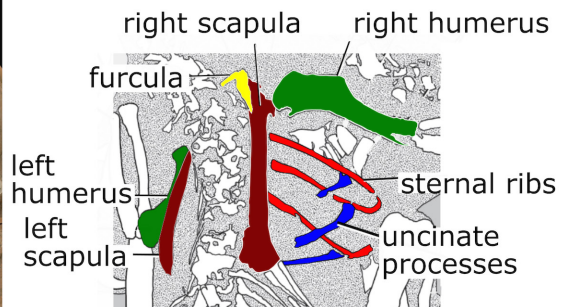 right scapula
right humerus
furcula
left
humerus
left
scapula
sternal ribs
uncinate
processes